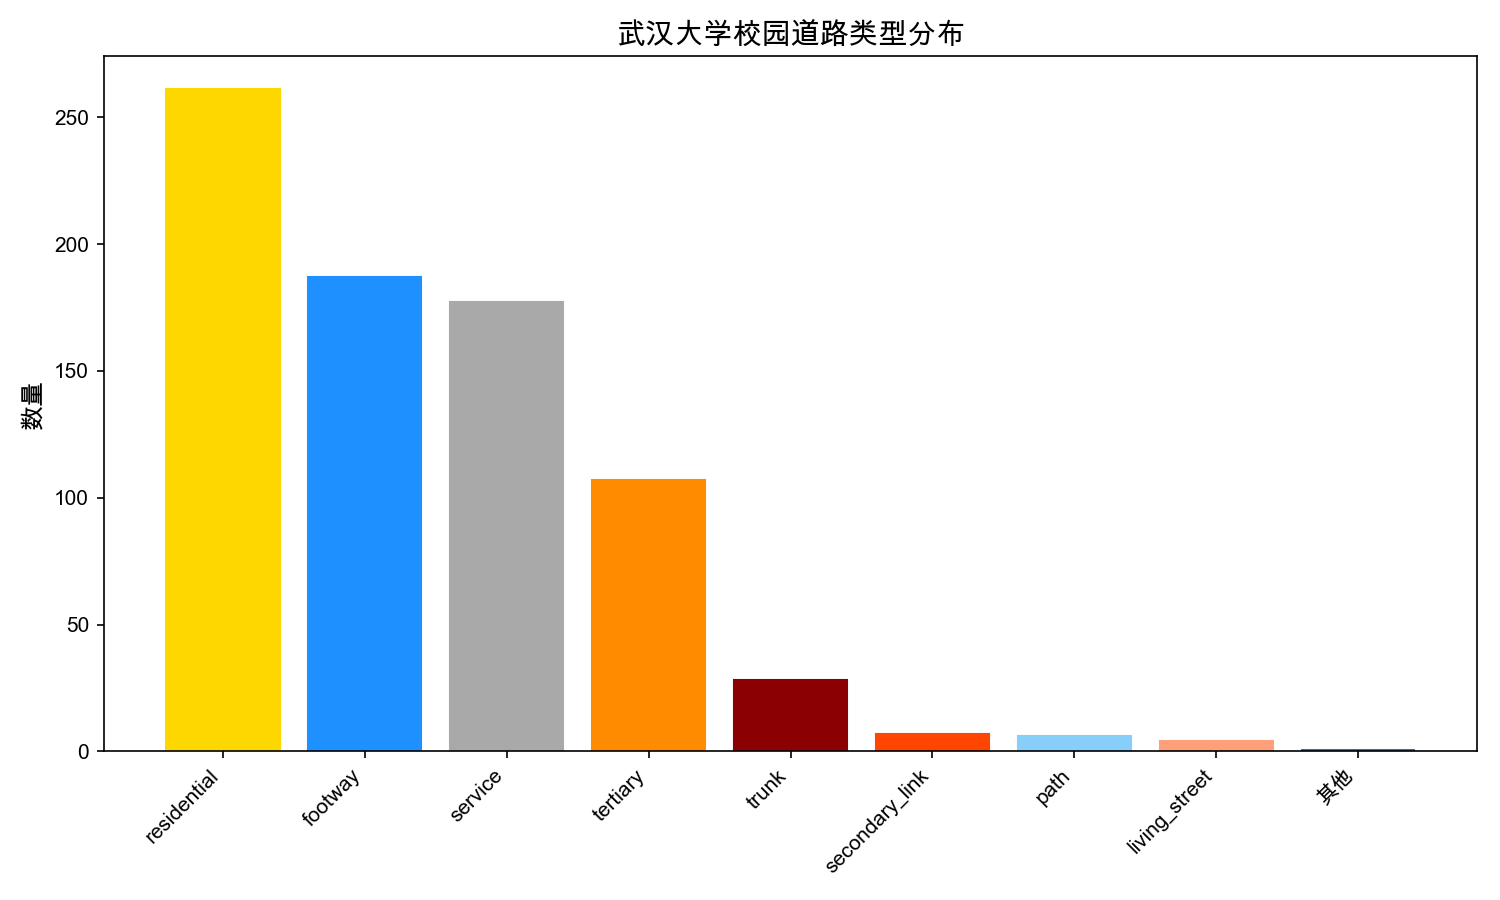 武汉大学校园道路类型分布
数量
250
200
150
100
50
0
residential
footway
service
tertiary
trunk
secondary_link
path
living_street
其他